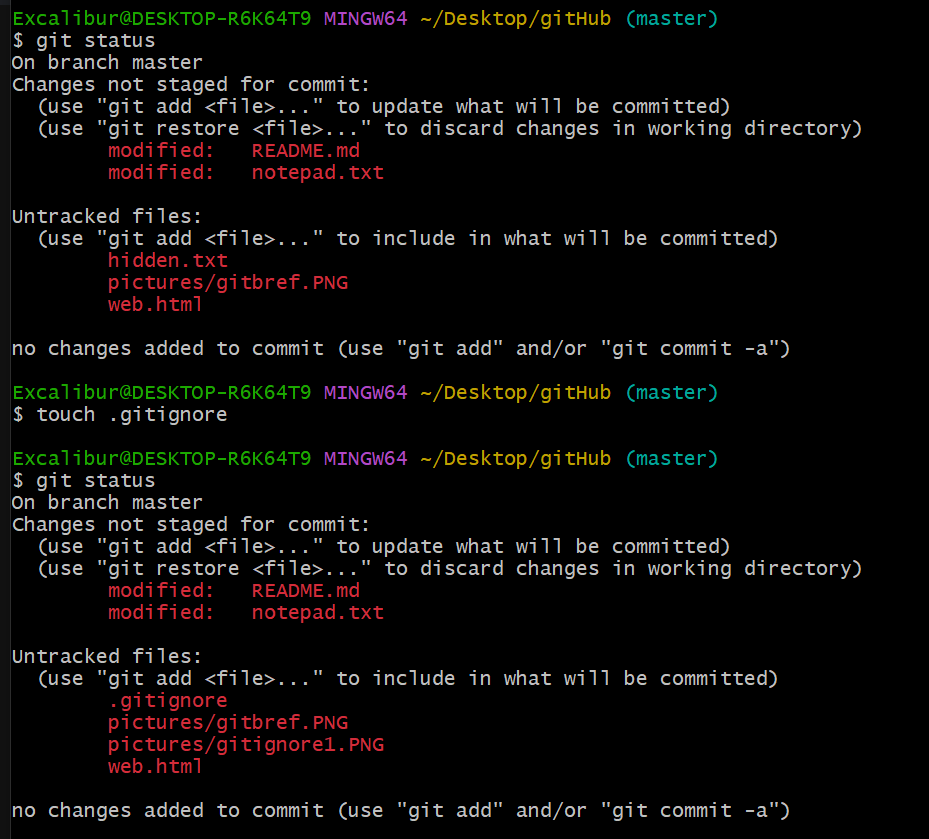 Excalibur@DESKTOP-R6K64T9 MINGW64 ~/Desktop/gitHub (master)
$ git status
On branch master
Changes not staged for commit:
  (use "git add <file>..." to update what will be committed)
  (use "git restore <file>..." to discard changes in working directory)
        modified:   README.md
        modified:   notepad.txt

Untracked files:
  (use "git add <file>..." to include in what will be committed)
        hidden.txt
        pictures/gitbref.PNG
        web.html

no changes added to commit (use "git add" and/or "git commit -a")

Excalibur@DESKTOP-R6K64T9 MINGW64 ~/Desktop/gitHub (master)
$ touch .gitignore

Excalibur@DESKTOP-R6K64T9 MINGW64 ~/Desktop/gitHub (master)
$ git status
On branch master
Changes not staged for commit:
  (use "git add <file>..." to update what will be committed)
  (use "git restore <file>..." to discard changes in working directory)
        modified:   README.md
        modified:   notepad.txt

Untracked files:
  (use "git add <file>..." to include in what will be committed)
        .gitignore
        pictures/gitbref.PNG
        pictures/gitignore1.PNG
        web.html

no changes added to commit (use "git add" and/or "git commit -a")